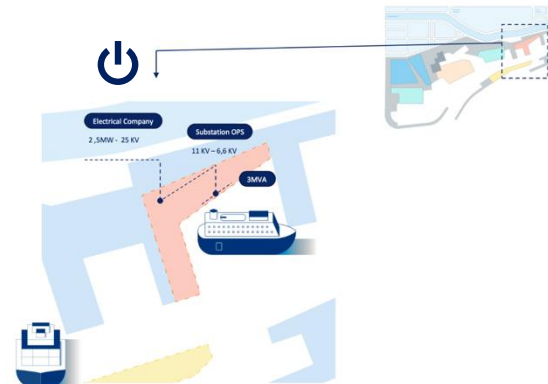 Electrical Company
2 ,5MW - 25 KV
Substation OPS
11 KV – 6,6 KV
3MVA